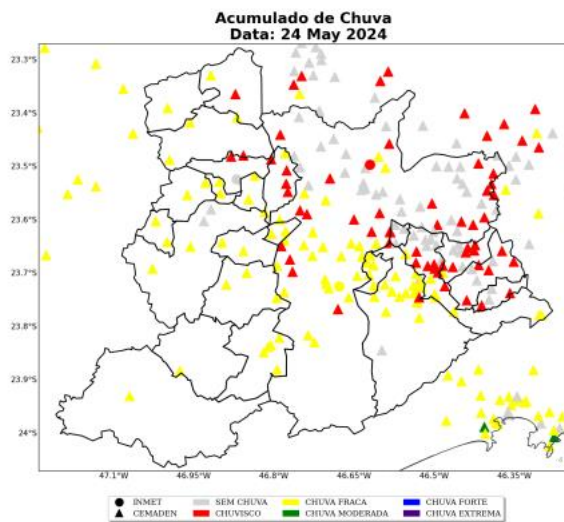 Acumulado de Chuva
Data: 24 May 2024
23.3°S
23.4°S
23.5°S
23.6°S
23.7°S
23.8°S
23.9°S
24°S
47.1°W 46.95°W 46.8°W 46.65°W 46.5°W 46.35°W
INMET SEM CHUVA CHUVA FRACA CHUVA FORTE
CEMADEN CHUVISCO CHUVA MODERADA CHUVA EXTREMA